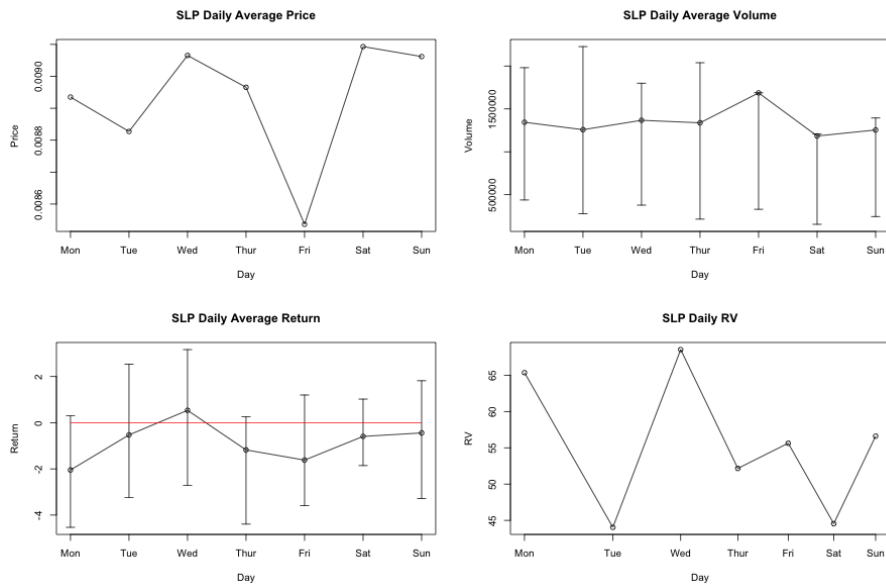 SLP Daily Average Price
Price
0.0090
0.0088
0.0086
Mon Tue Wed Thur Fri Sat Sun
Day
SLP Daily Average Volume
Volume
1500000
500000
Mon Tue Wed Thur Fri Sat Sun
Day
SLP Daily Average Return
Return
2
0
-2
-4
Mon Tue Wed Thur Fri Sat Sun
Day
SLP Daily RV
RV
65
60
55
50
45
Mon Tue Wed Thur Fri Sat Sun
Day